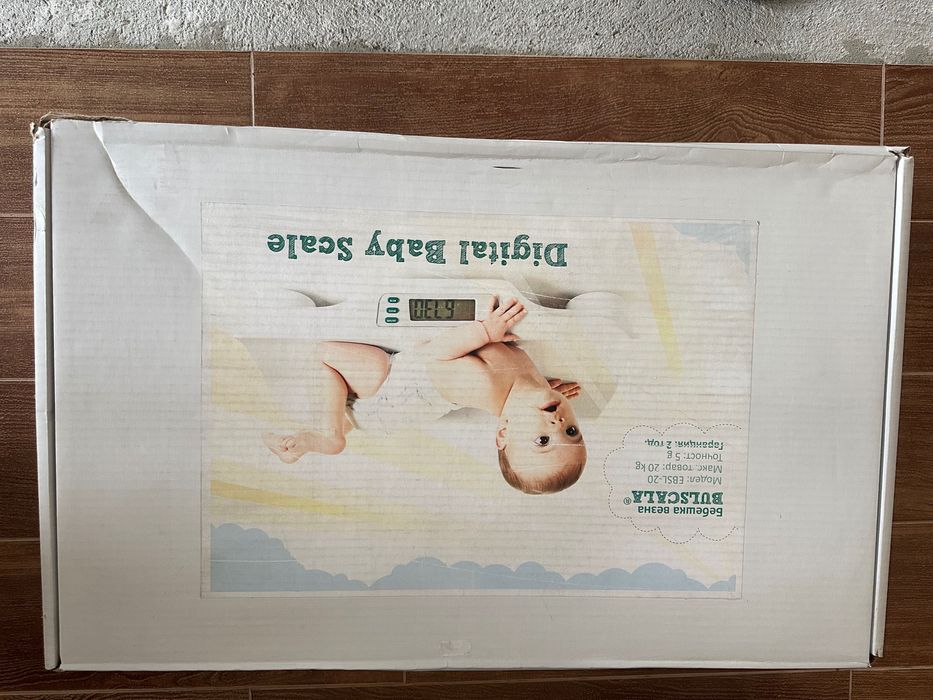 Бебешка везна
BULSCALA®
Модел: EBSL-20
Макс. товар: 20 kg
Точност: 5 g
Гаранция: 2 год.
Digital Baby Scale